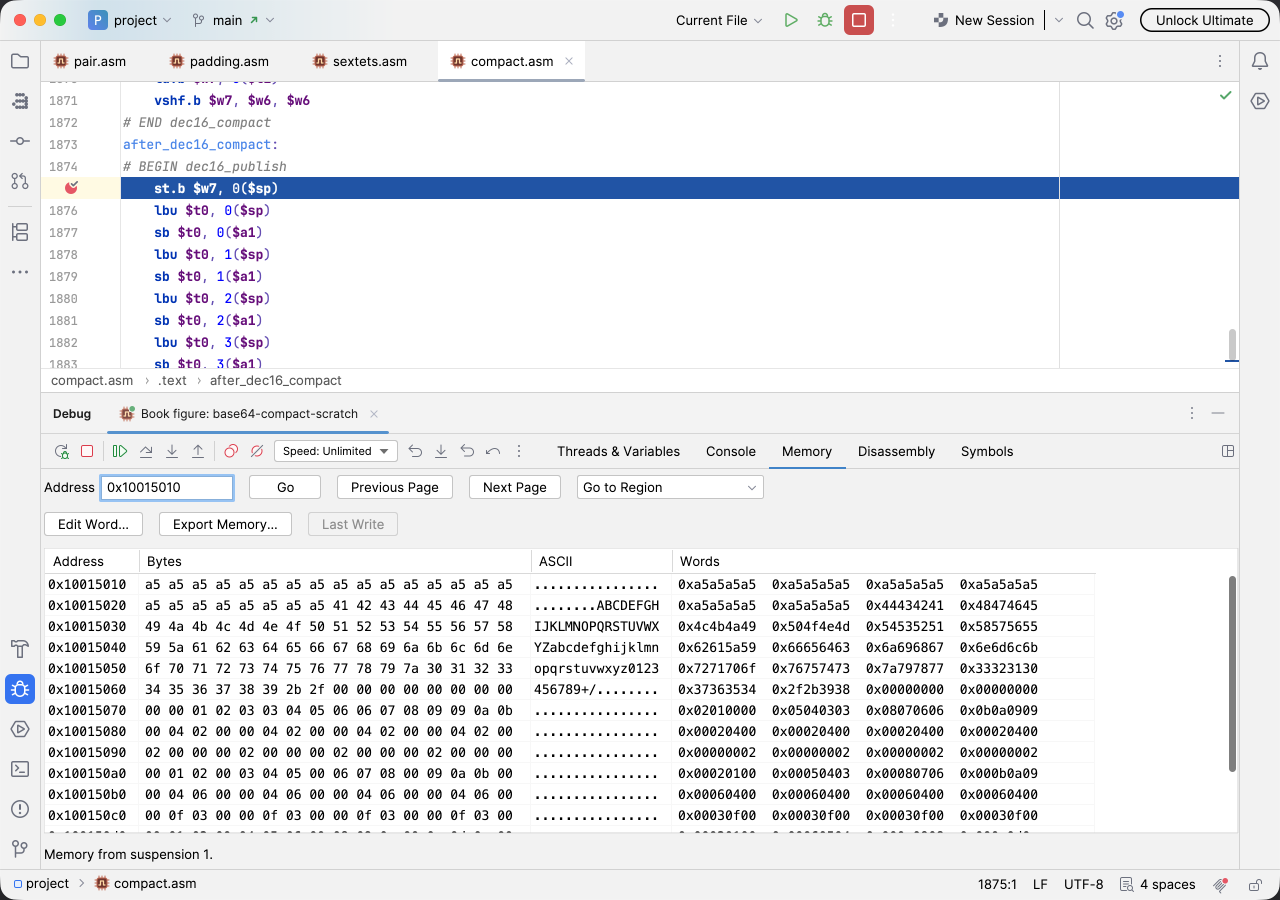 P project main Current File New Session Unlock Ultimate
pair.asm padding.asm sextets.asm compact.asm
1871 vshf.b $w7, $w6, $w6
1872 # END dec16_compact
1873 after_dec16_compact:
1874 # BEGIN dec16_publish
st.b $w7, 0($sp)
1876 lbu $t0, 0($sp)
1877 sb $t0, 0($a1)
1878 lbu $t0, 1($sp)
1879 sb $t0, 1($a1)
1880 lbu $t0, 2($sp)
1881 sb $t0, 2($a1)
1882 lbu $t0, 3($sp)
1883 sb $t0, 3($a1)
compact.asm › .text › after_dec16_compact
Debug Book figure: base64-compact-scratch
Speed: Unlimited Threads & Variables Console Memory Disassembly Symbols
Address 0x10015010 Go Previous Page Next Page Go to Region
Edit Word... Export Memory... Last Write
Address Bytes ASCII Words
0x10015010 a5 a5 a5 a5 a5 a5 a5 a5 a5 a5 a5 a5 a5 a5 a5 a5 ................ 0xa5a5a5a5 0xa5a5a5a5 0xa5a5a5a5 0xa5a5a5a5
0x10015020 a5 a5 a5 a5 a5 a5 a5 a5 41 42 43 44 45 46 47 48 ........ABCDEFGH 0xa5a5a5a5 0xa5a5a5a5 0x44434241 0x48474645
0x10015030 49 4a 4b 4c 4d 4e 4f 50 51 52 53 54 55 56 57 58 IJKLMNOPQRSTUVWX 0x4c4b4a49 0x504f4e4d 0x54535251 0x58575655
0x10015040 59 5a 61 62 63 64 65 66 67 68 69 6a 6b 6c 6d 6e YZabcdefghijklmn 0x62615a59 0x66656463 0x6a696867 0x6e6d6c6b
0x10015050 6f 70 71 72 73 74 75 76 77 78 79 7a 30 31 32 33 opqrstuvwxyz0123 0x7271706f 0x76757473 0x7a797877 0x33323130
0x10015060 34 35 36 37 38 39 2b 2f 00 00 00 00 00 00 00 00 456789+/........ 0x37363534 0x2f2b3938 0x00000000 0x00000000
0x10015070 00 00 01 02 03 03 04 05 06 06 07 08 09 09 0a 0b ................ 0x02010000 0x05040303 0x08070606 0x0b0a0909
0x10015080 00 04 02 00 00 04 02 00 00 04 02 00 00 04 02 00 ................ 0x00020400 0x00020400 0x00020400 0x00020400
0x10015090 02 00 00 00 02 00 00 00 02 00 00 00 02 00 00 00 ................ 0x00000002 0x00000002 0x00000002 0x00000002
0x100150a0 00 01 02 00 03 04 05 00 06 07 08 00 09 0a 0b 00 ................ 0x00020100 0x00050403 0x00080706 0x000b0a09
0x100150b0 00 04 06 00 00 04 06 00 00 04 06 00 00 04 06 00 ................ 0x00060400 0x00060400 0x00060400 0x00060400
0x100150c0 00 0f 03 00 00 0f 03 00 00 0f 03 00 00 0f 03 00 ................ 0x00030f00 0x00030f00 0x00030f00 0x00030f00
Memory from suspension 1.
project compact.asm 1875:1 LF UTF-8 4 spaces